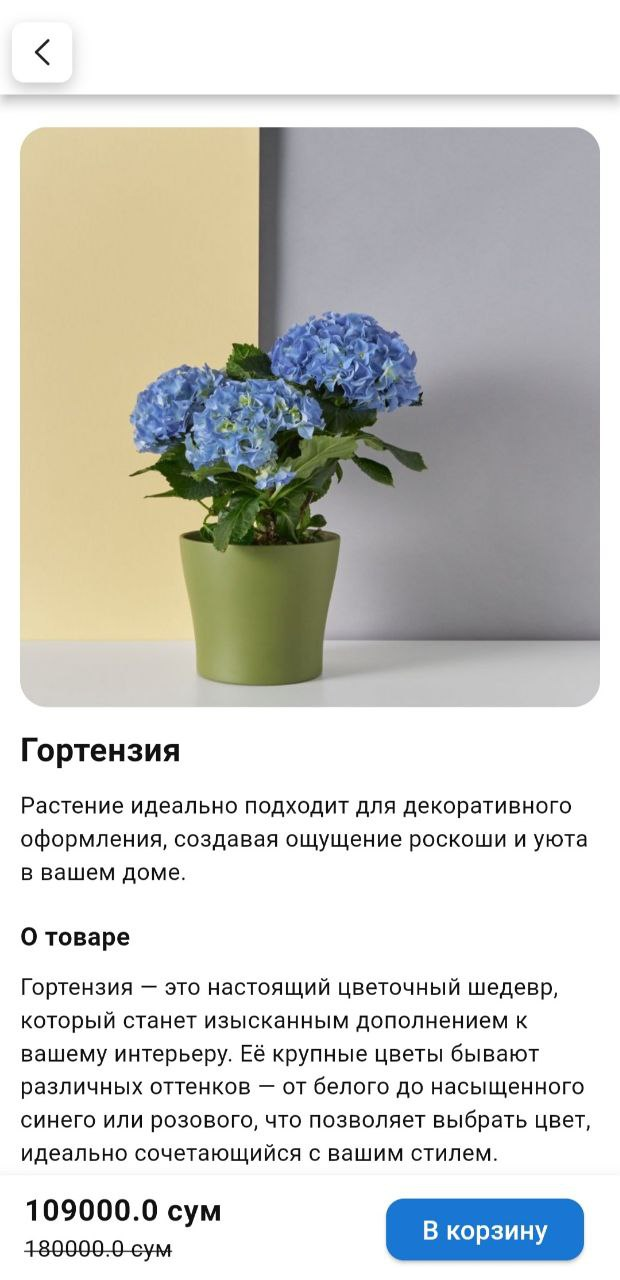 Гортензия
Растение идеально подходит для декоративного
оформления, создавая ощущение роскоши и уюта
в вашем доме.
О товаре
Гортензия — это настоящий цветочный шедевр,
который станет изысканным дополнением к
вашему интерьеру. Её крупные цветы бывают
различных оттенков — от белого до насыщенного
синего или розового, что позволяет выбрать цвет,
идеально сочетающийся с вашим стилем.
109000.0 сум
180000.0 сум
В корзину